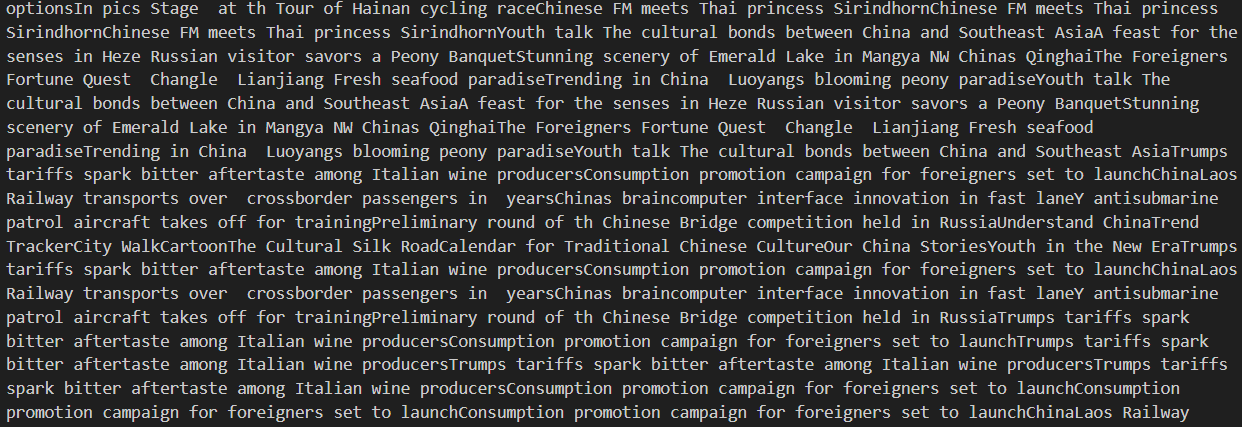 optionsIn pics Stage  at th Tour of Hainan cycling raceChinese FM meets Thai princess SirindhornChinese FM meets Thai princess
SirindhornChinese FM meets Thai princess SirindhornYouth talk The cultural bonds between China and Southeast AsiaA feast for the
senses in Heze Russian visitor savors a Peony BanquetStunning scenery of Emerald Lake in Mangya NW Chinas QinghaiThe Foreigners
Fortune Quest  Changle  Lianjiang Fresh seafood paradiseTrending in China  Luoyangs blooming peony paradiseYouth talk The
cultural bonds between China and Southeast AsiaA feast for the senses in Heze Russian visitor savors a Peony BanquetStunning
scenery of Emerald Lake in Mangya NW Chinas QinghaiThe Foreigners Fortune Quest  Changle  Lianjiang Fresh seafood
paradiseTrending in China  Luoyangs blooming peony paradiseYouth talk The cultural bonds between China and Southeast AsiaTrumps
tariffs spark bitter aftertaste among Italian wine producersConsumption promotion campaign for foreigners set to launchChinaLaos
Railway transports over  crossborder passengers in  yearsChinas braincomputer interface innovation in fast laneY antisubmarine
patrol aircraft takes off for trainingPreliminary round of th Chinese Bridge competition held in RussiaUnderstand ChinaTrend
TrackerCity WalkCartoonThe Cultural Silk RoadCalendar for Traditional Chinese CultureOur China StoriesYouth in the New EraTrumps
tariffs spark bitter aftertaste among Italian wine producersConsumption promotion campaign for foreigners set to launchChinaLaos
Railway transports over  crossborder passengers in  yearsChinas braincomputer interface innovation in fast laneY antisubmarine
patrol aircraft takes off for trainingPreliminary round of th Chinese Bridge competition held in RussiaTrumps tariffs spark
bitter aftertaste among Italian wine producersConsumption promotion campaign for foreigners set to launchTrumps tariffs spark
bitter aftertaste among Italian wine producersTrumps tariffs spark bitter aftertaste among Italian wine producersTrumps tariffs
spark bitter aftertaste among Italian wine producersConsumption promotion campaign for foreigners set to launchConsumption
promotion campaign for foreigners set to launchConsumption promotion campaign for foreigners set to launchChinaLaos Railway